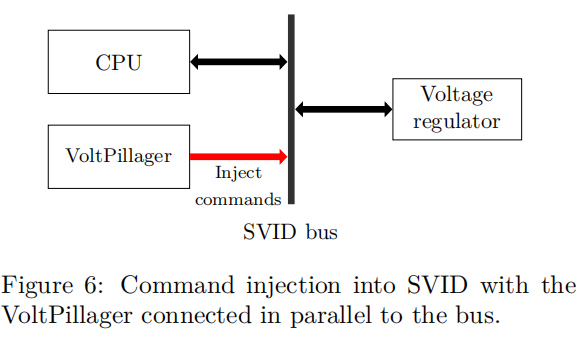 CPU
Voltage
regulator
VoltPillager
Inject
commands
SVID bus
Figure 6: Command injection into SVID with the
VoltPillager connected in parallel to the bus.